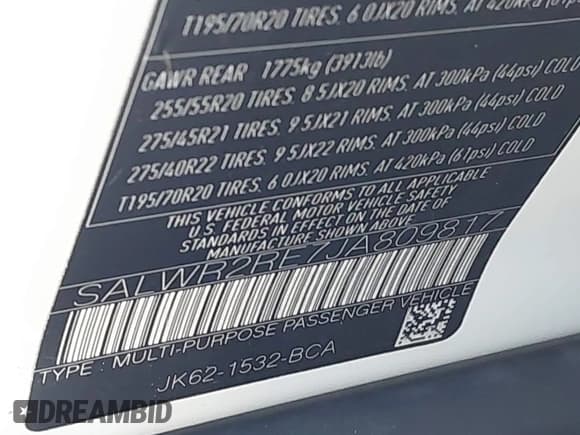 T195/70R20 TIRES, 6 0JX20 RIMS, AT 420kPa (61psi)
GAWR REAR 1775kg (3913lb)
255/55R20 TIRES, 8 5JX20 RIMS, AT 300kPa (44psi) COLD
275/45R21 TIRES, 9 5JX21 RIMS, AT 300kPa (44psi) COLD
275/40R22 TIRES, 9 5JX22 RIMS, AT 300kPa (44psi) COLD
T195/70R20 TIRES, 6 0JX20 RIMS, AT 420kPa (61psi) COLD
THIS VEHICLE CONFORMS TO ALL APPLICABLE
U.S. FEDERAL MOTOR VEHICLE SAFETY
STANDARDS IN EFFECT ON THE DATE OF
SALWR2RE7JA809817
TYPE : MULTI-PURPOSE PASSENGER VEHICLE
JK62-1532-BCA
DREAMBID